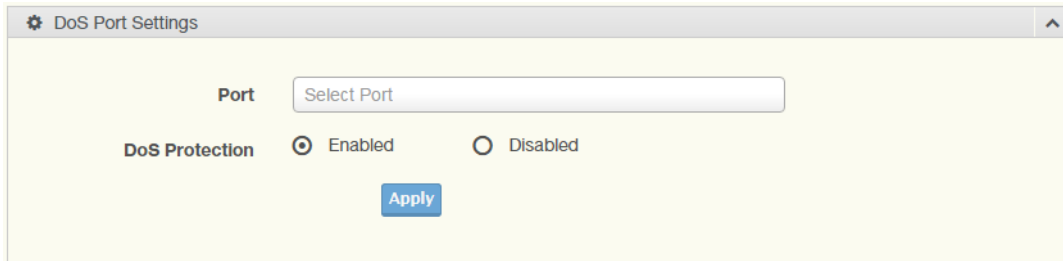 DoS Port Settings
Port Select Port
DoS Protection Enabled Disabled
Apply